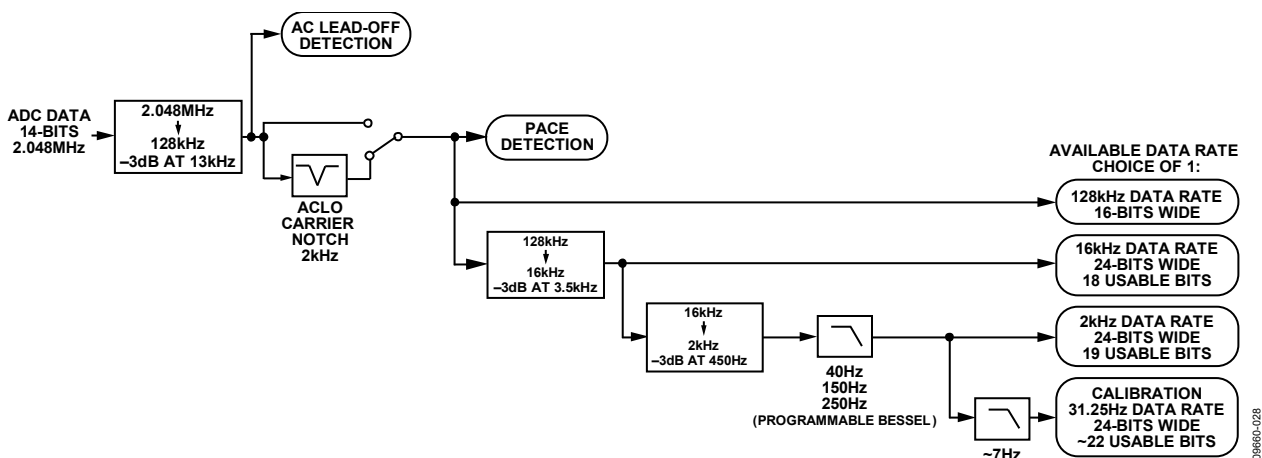 AC LEAD-OFF
DETECTION
ADC DATA
14-BITS
2.048MHz
2.048MHz
128kHz
–3dB AT 13kHz
ACLO
CARRIER
NOTCH
2kHz
PACE
DETECTION
AVAILABLE DATA RATE
CHOICE OF 1:
128kHz DATA RATE
16-BITS WIDE
128kHz
16kHz
–3dB AT 3.5kHz
16kHz DATA RATE
24-BITS WIDE
18 USABLE BITS
16kHz
2kHz
–3dB AT 450Hz
40Hz
150Hz
250Hz
(PROGRAMMABLE BESSEL)
2kHz DATA RATE
24-BITS WIDE
19 USABLE BITS
~7Hz
CALIBRATION
31.25Hz DATA RATE
24-BITS WIDE
~22 USABLE BITS
09660-028